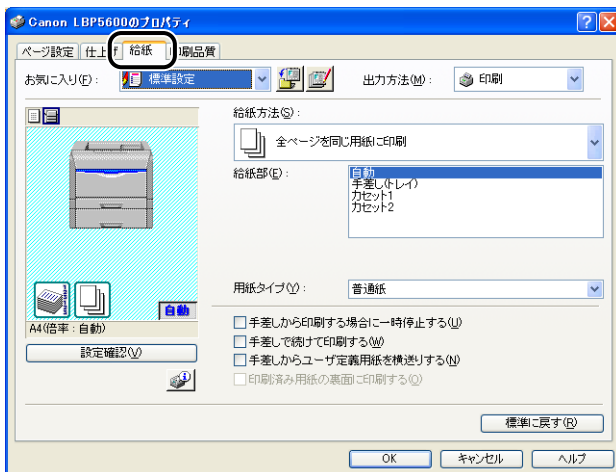 Canon LBP5600のプロパティ
ページ設定 仕上げ 給紙 印刷品質
お気に入り(F): 標準設定 出力方法(M): 印刷
給紙方法(S):
全ページを同じ用紙に印刷
給紙部(E):
自動
手差し(トレイ)
カセット1
カセット2
自動
用紙タイプ(Y): 普通紙
A4(倍率:自動)
設定確認(V)
手差しから印刷する場合に一時停止する(U)
手差しで続けて印刷する(W)
手差しからユーザ定義用紙を横送りする(N)
印刷済み用紙の裏面に印刷する(O)
標準に戻す(R)
OK キャンセル ヘルプ